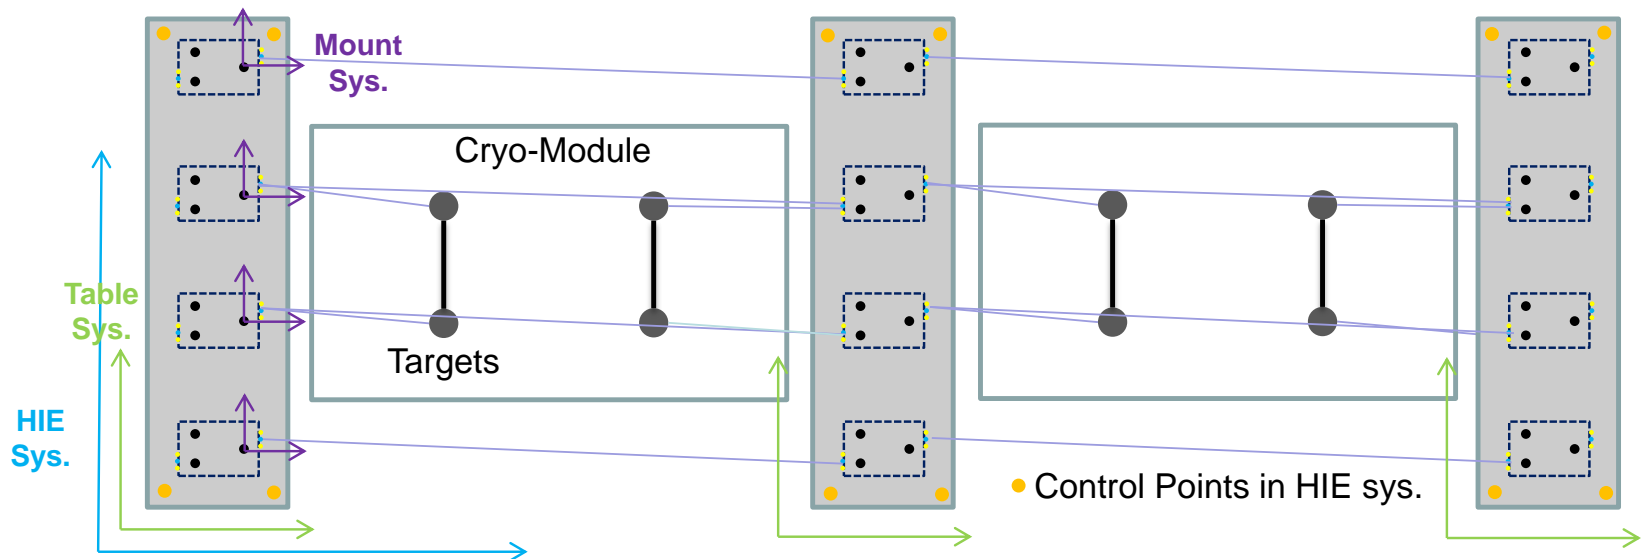 Mount
Sys.
Cryo-Module
Table
Sys.
Targets
HIE
Sys.
Control Points in HIE sys.